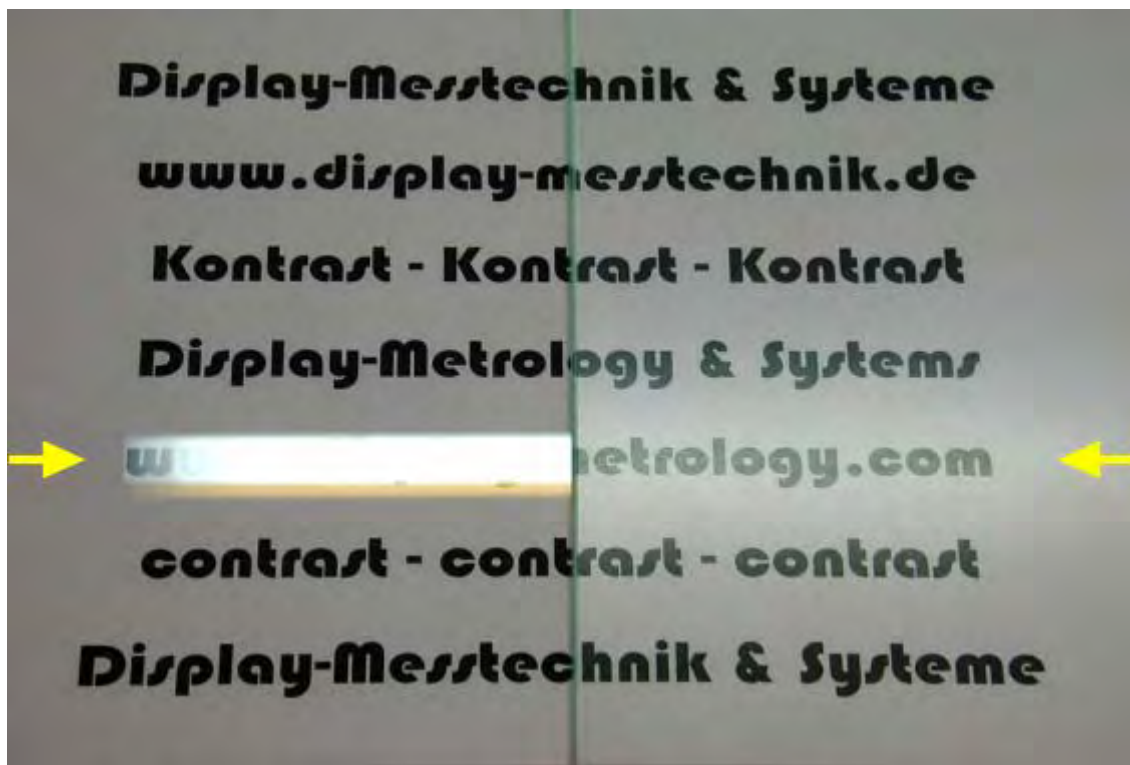 Display-Messtechnik & Systeme
www.display-messtechnik.de
Kontrast - Kontrast - Kontrast
Display-Metrology & Systems
metrology.com
contrast - contrast - contrast
Display-Messtechnik & Systeme